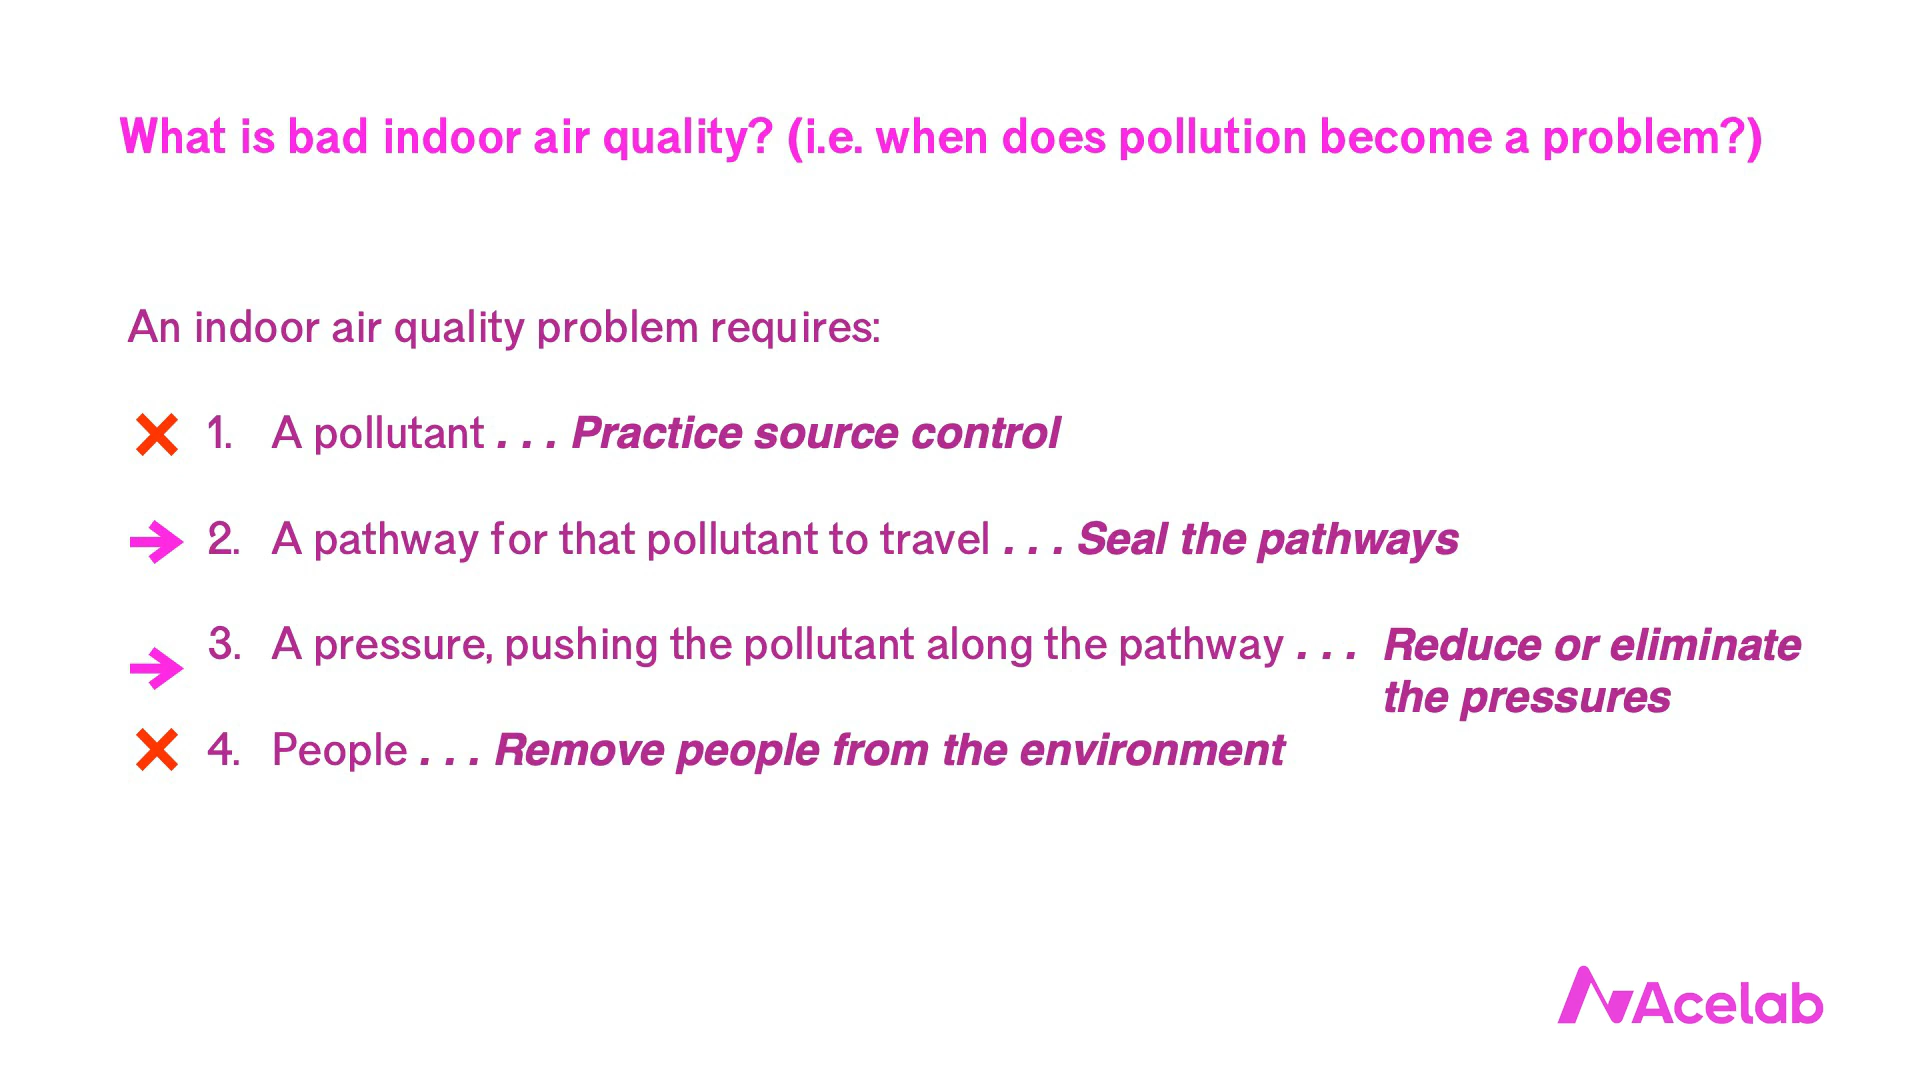 What is bad indoor air quality? (i.e. when does pollution become a problem?)
An indoor air quality problem requires:
1. A pollutant . . . Practice source control
2. A pathway for that pollutant to travel . . . Seal the pathways
3. A pressure, pushing the pollutant along the pathway . . . Reduce or eliminate
the pressures
4. People . . . Remove people from the environment
Acelab